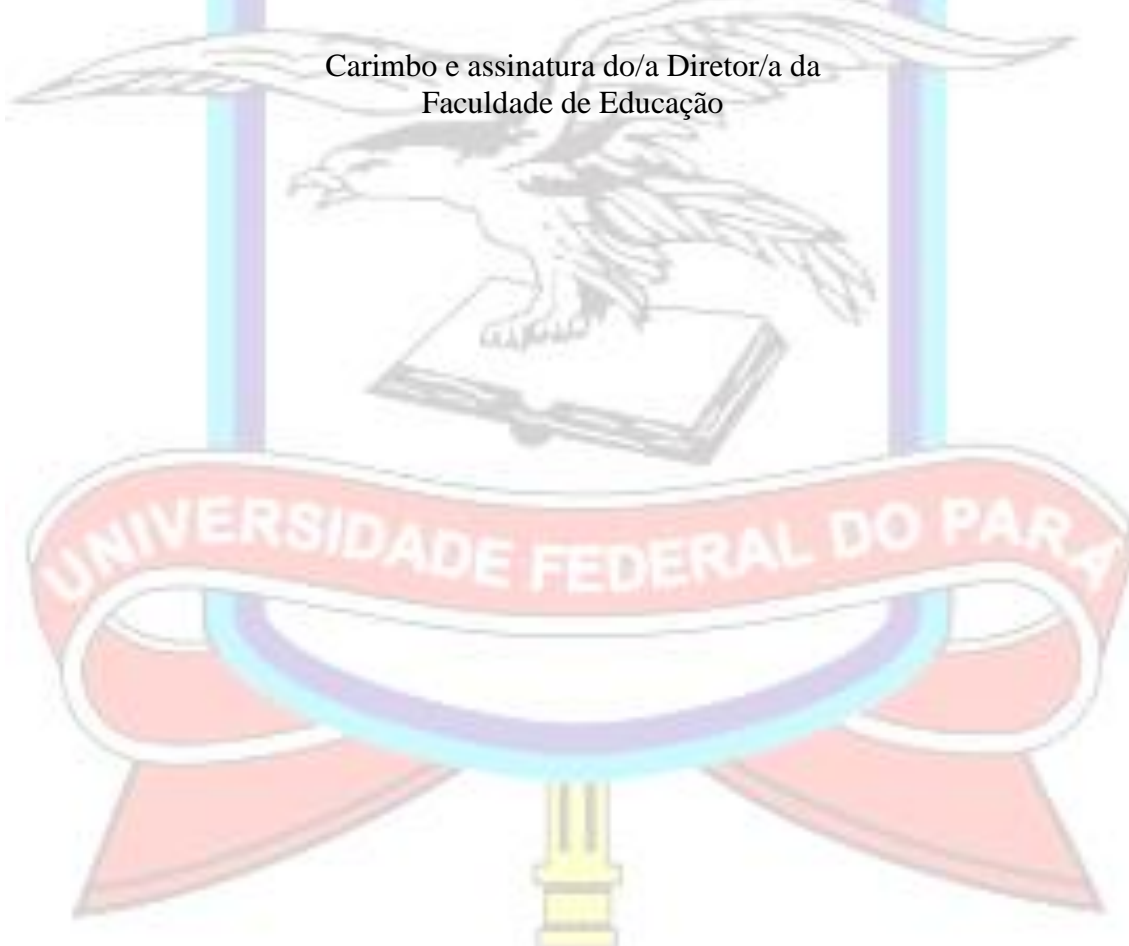 Carimbo e assinatura do/a Diretor/a da
Faculdade de Educação
UNIVERSIDADE FEDERAL DO PARÁ